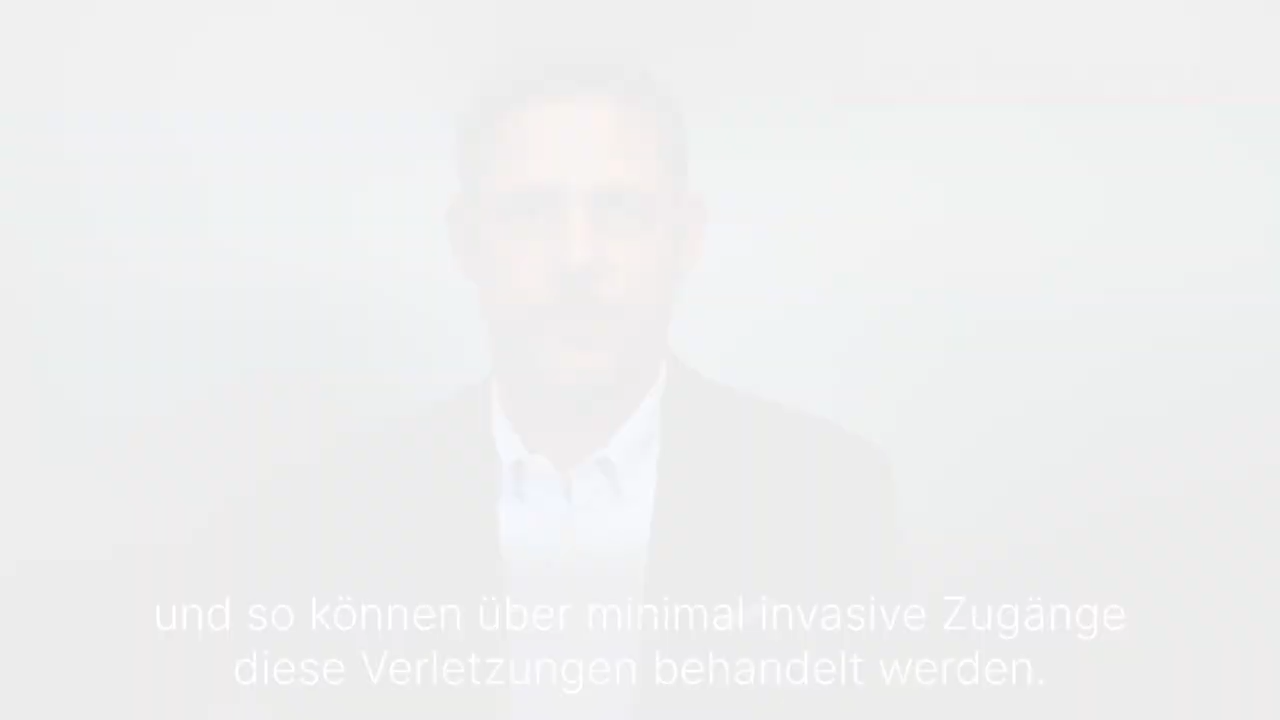 und so können über minimal invasive Zugänge
diese Verletzungen behandelt werden.